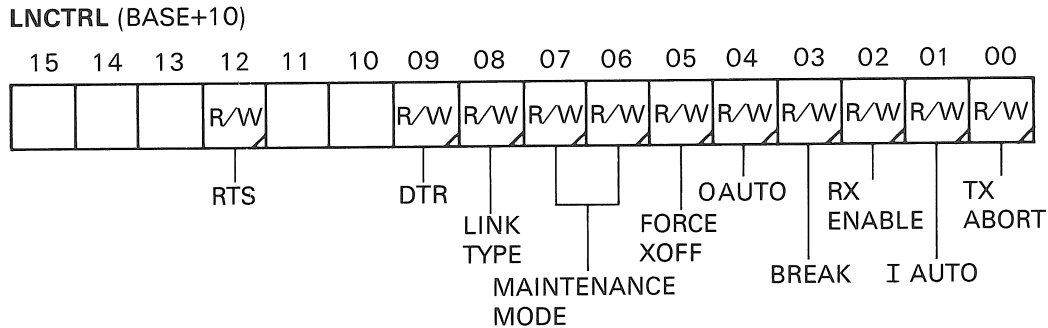 LNCTRL (BASE+10)
15 14 13 12 11 10 09 08 07 06 05 04 03 02 01 00
R/W R/W R/W R/W R/W R/W R/W R/W R/W R/W R/W
RTS DTR OAUTO RX TX
LINK FORCE ENABLE ABORT
TYPE XOFF
MAINTENANCE BREAK I AUTO
MODE